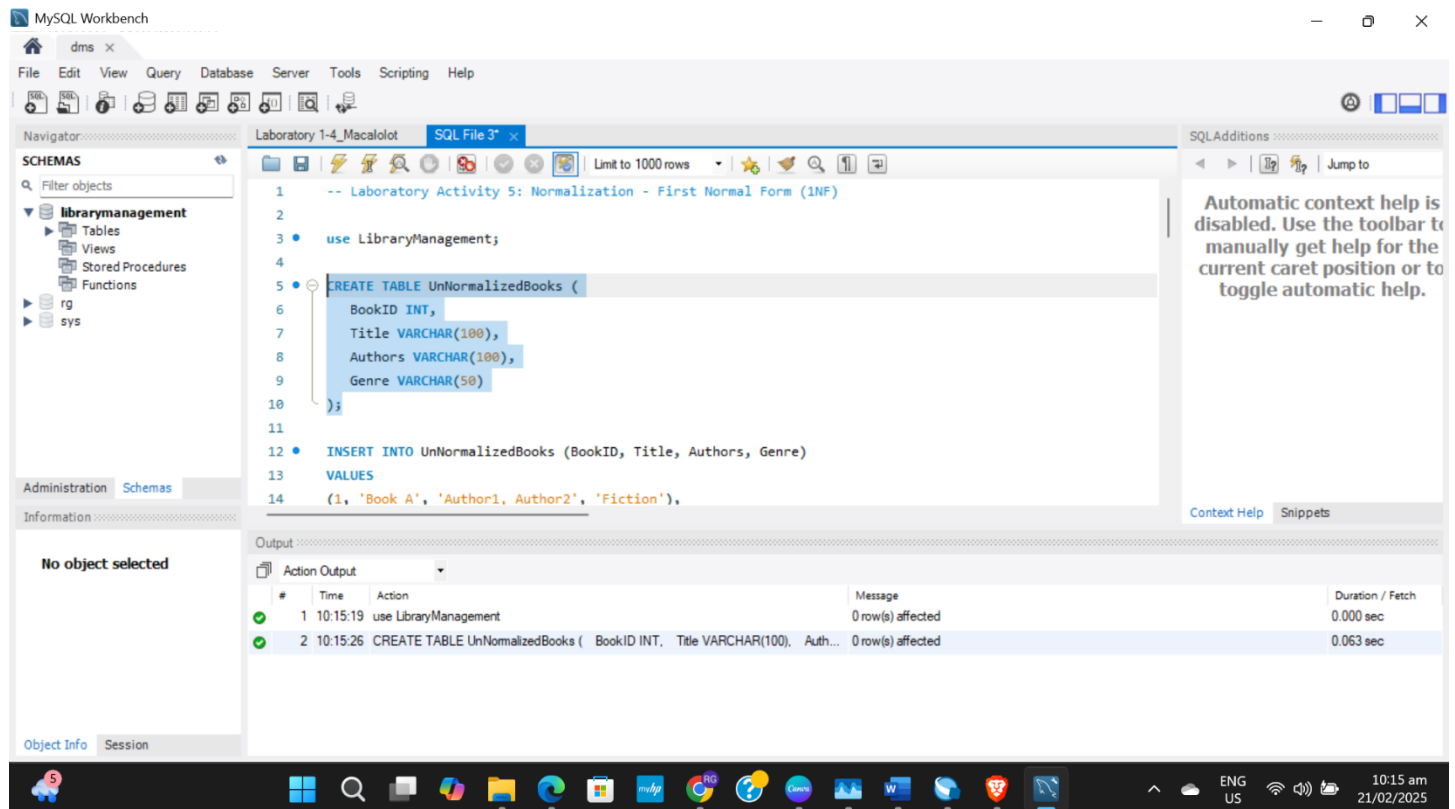 MySQL Workbench
dms
File Edit View Query Database Server Tools Scripting Help
Navigator
SCHEMAS
Filter objects
librarymanagement
Tables
Views
Stored Procedures
Functions
rg
sys
Administration Schemas
Information
No object selected
Object Info Session
Laboratory 1-4_Macalolot SQL File 3*
Limit to 1000 rows
1 -- Laboratory Activity 5: Normalization - First Normal Form (1NF)
2
3 use LibraryManagement;
4
5 CREATE TABLE UnNormalizedBooks (
6 BookID INT,
7 Title VARCHAR(100),
8 Authors VARCHAR(100),
9 Genre VARCHAR(50)
10 );
11
12 INSERT INTO UnNormalizedBooks (BookID, Title, Authors, Genre)
13 VALUES
14 (1, 'Book A', 'Author1, Author2', 'Fiction'),
SQLAdditions
Jump to
Automatic context help is
disabled. Use the toolbar to
manually get help for the
current caret position or to
toggle automatic help.
Context Help Snippets
Output
Action Output
# Time Action Message Duration / Fetch
1 10:15:19 use LibraryManagement 0 row(s) affected 0.000 sec
2 10:15:26 CREATE TABLE UnNormalizedBooks ( BookID INT, Title VARCHAR(100), Auth... 0 row(s) affected 0.063 sec
5
myhp
RG
Canva
W
ENG
US
10:15 am
21/02/2025